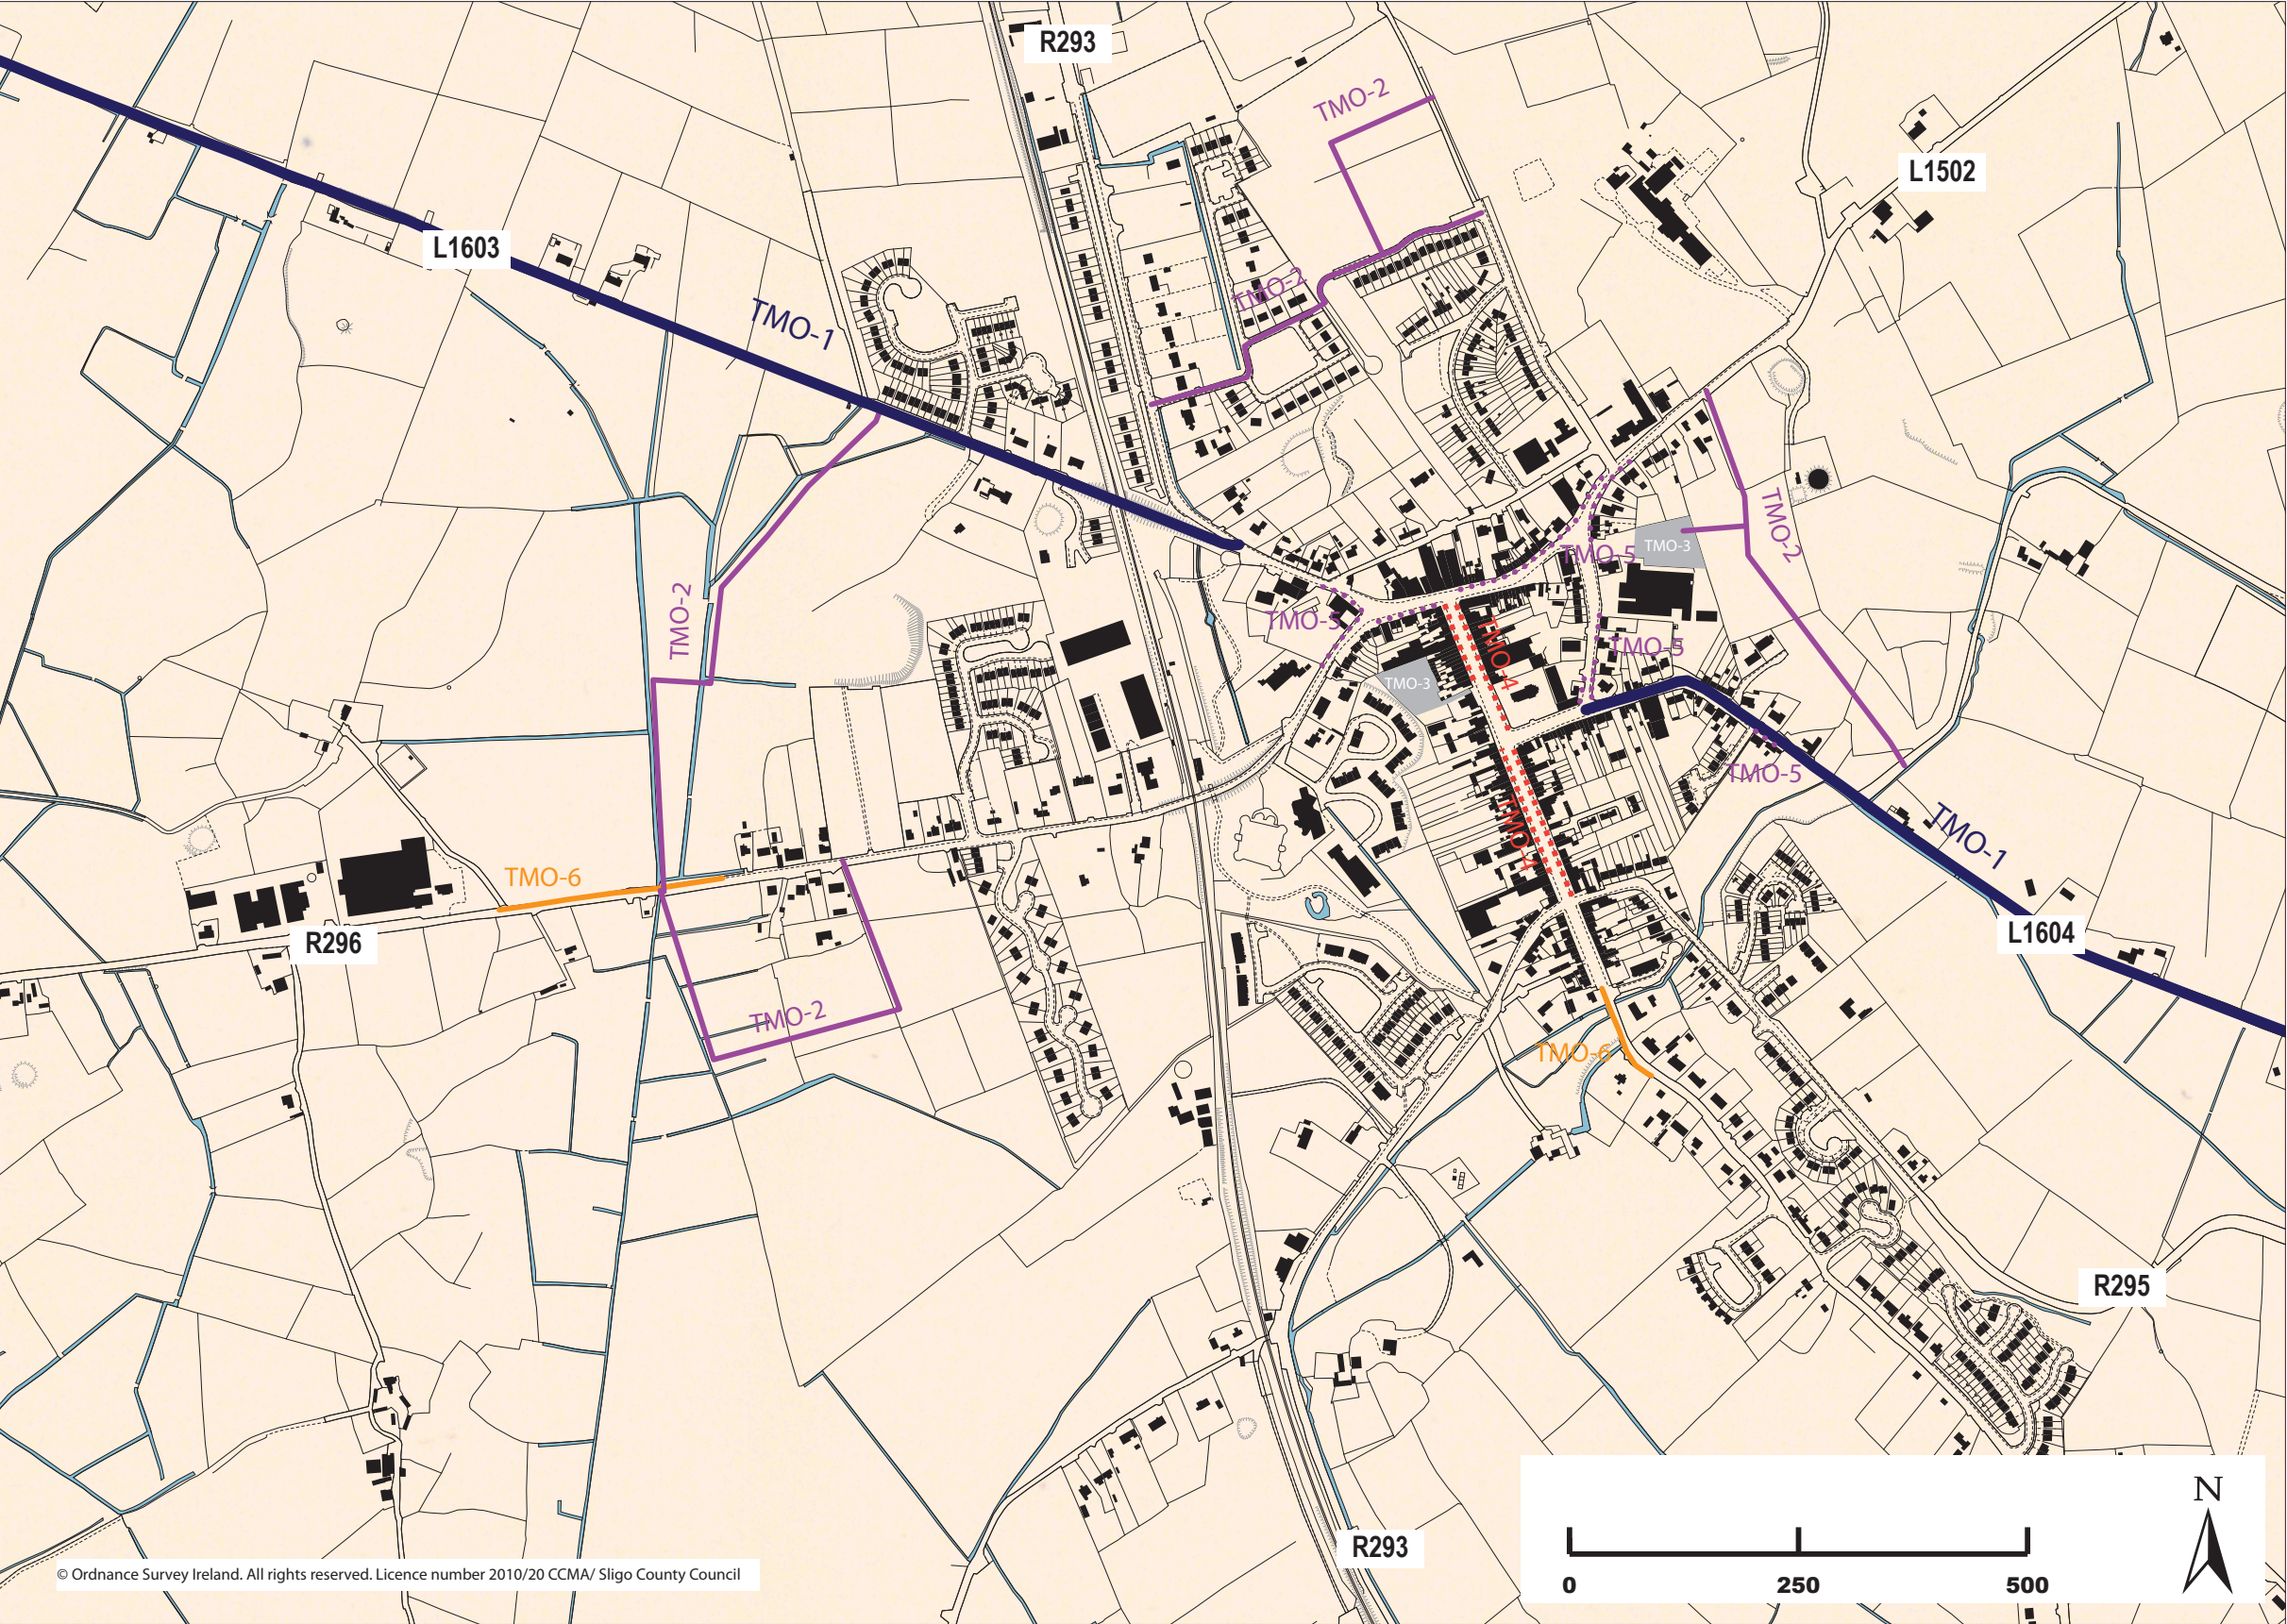 R293
TMO-2
L1502
L1603
TMO-2
TMO-1
TMO-2
TMO-5
TMO-3
TMO-2
TMO-5
TMO-4
TMO-5
TMO-3
TMO-5
TMO-4
TMO-1
TMO-6
L1604
R296
TMO-2
TMO-6
R295
N
R293
0 250 500
© Ordnance Survey Ireland. All rights reserved. Licence number 2010/20 CCMA/ Sligo County Council